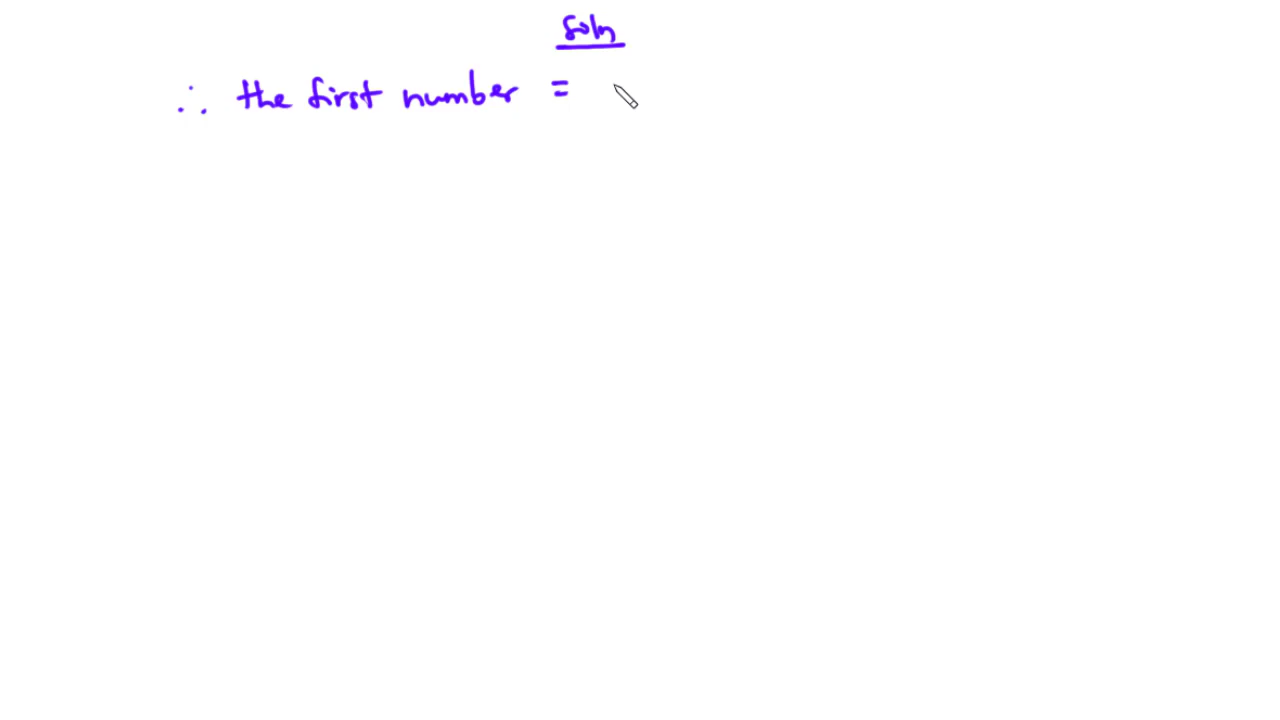 Soln
∴ the first number =